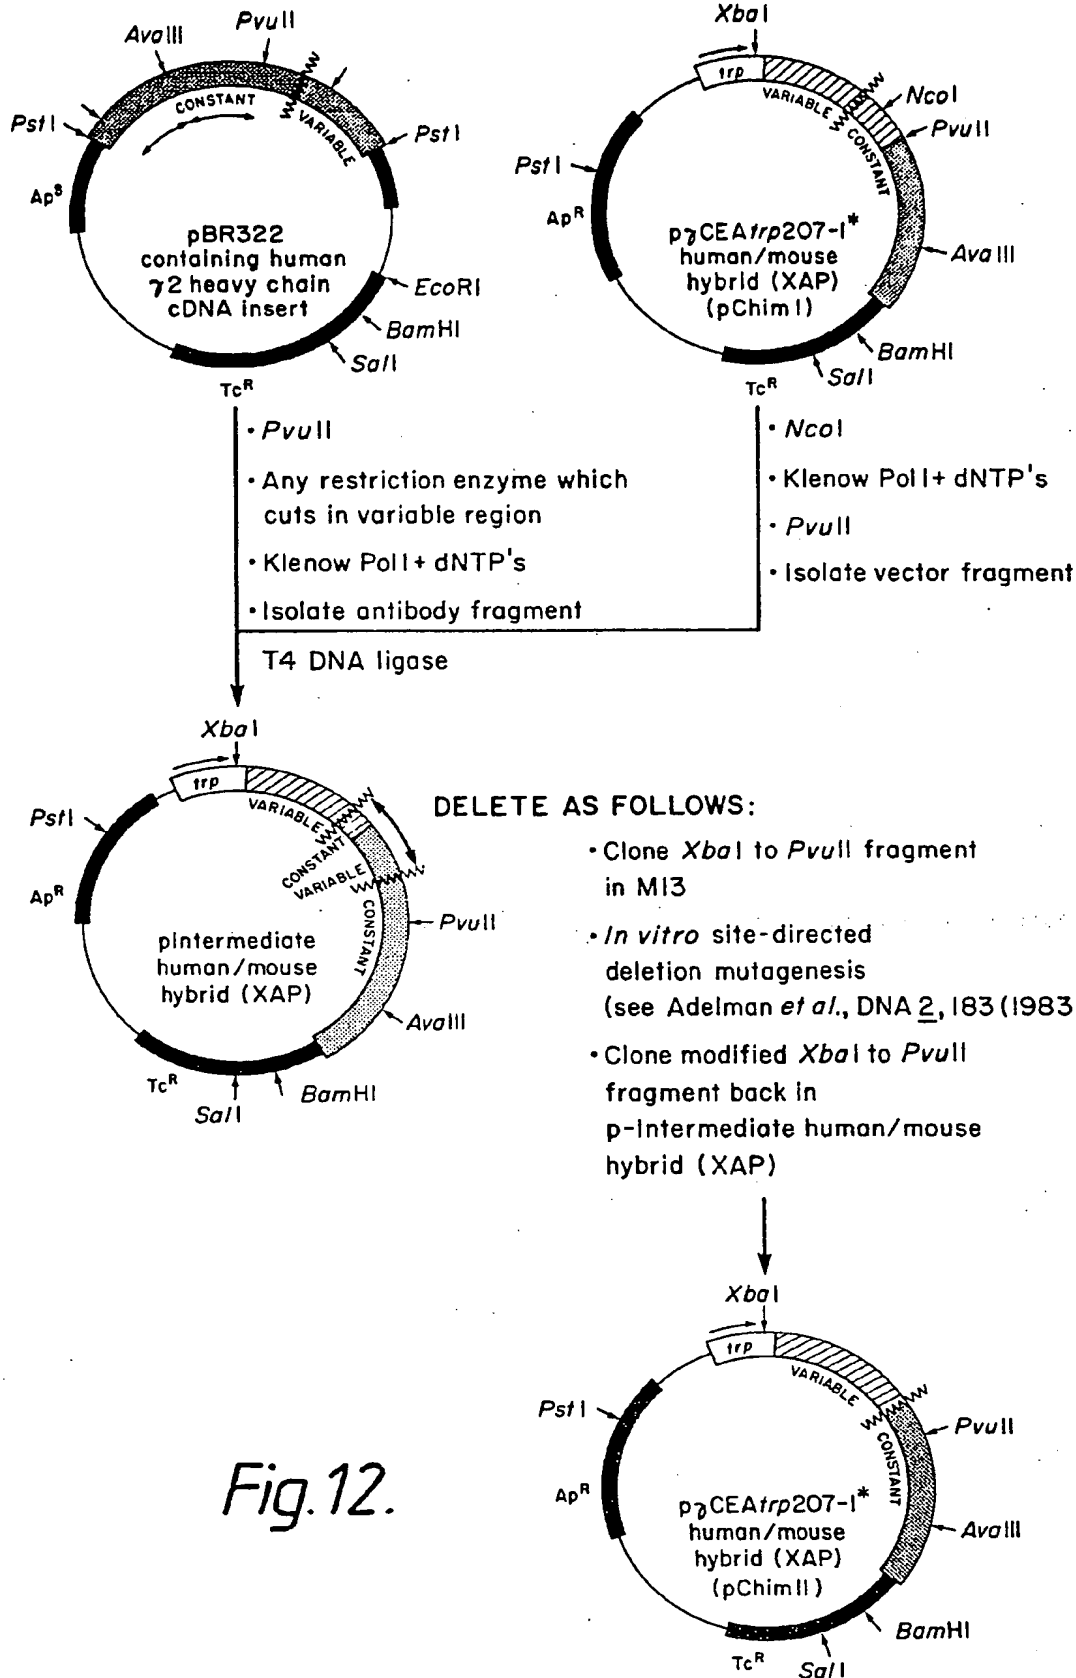 PvuII
AvaIII
PstI
CONSTANT
VARIABLE
PstI
Apˢ
pBR322
containing human
γ2 heavy chain
cDNA insert
EcoRI
BamHI
SalI
Tcᴿ
XbaI
trp
VARIABLE
CONSTANT
NcoI
PvuII
PstI
Apᴿ
pγCEAtrp207-1*
human/mouse
hybrid (XAP)
(pChim I)
AvaIII
BamHI
SalI
Tcᴿ
• PvuII
• Any restriction enzyme which
cuts in variable region
• Klenow Pol I + dNTP's
• Isolate antibody fragment
• NcoI
• Klenow Pol I + dNTP's
• PvuII
• Isolate vector fragment
T4 DNA ligase
XbaI
trp
VARIABLE
CONSTANT
VARIABLE
CONSTANT
PstI
Apᴿ
pIntermediate
human/mouse
hybrid (XAP)
PvuII
AvaIII
BamHI
SalI
Tcᴿ
DELETE AS FOLLOWS:
• Clone XbaI to PvuII fragment
in M13
• In vitro site-directed
deletion mutagenesis
(see Adelman et al., DNA 2, 183 (1983
• Clone modified XbaI to PvuII
fragment back in
p-Intermediate human/mouse
hybrid (XAP)
XbaI
trp
VARIABLE
CONSTANT
PstI
Apᴿ
pγCEAtrp207-1*
human/mouse
hybrid (XAP)
(pChim II)
PvuII
AvaIII
BamHI
SalI
Tcᴿ
Fig. 12.